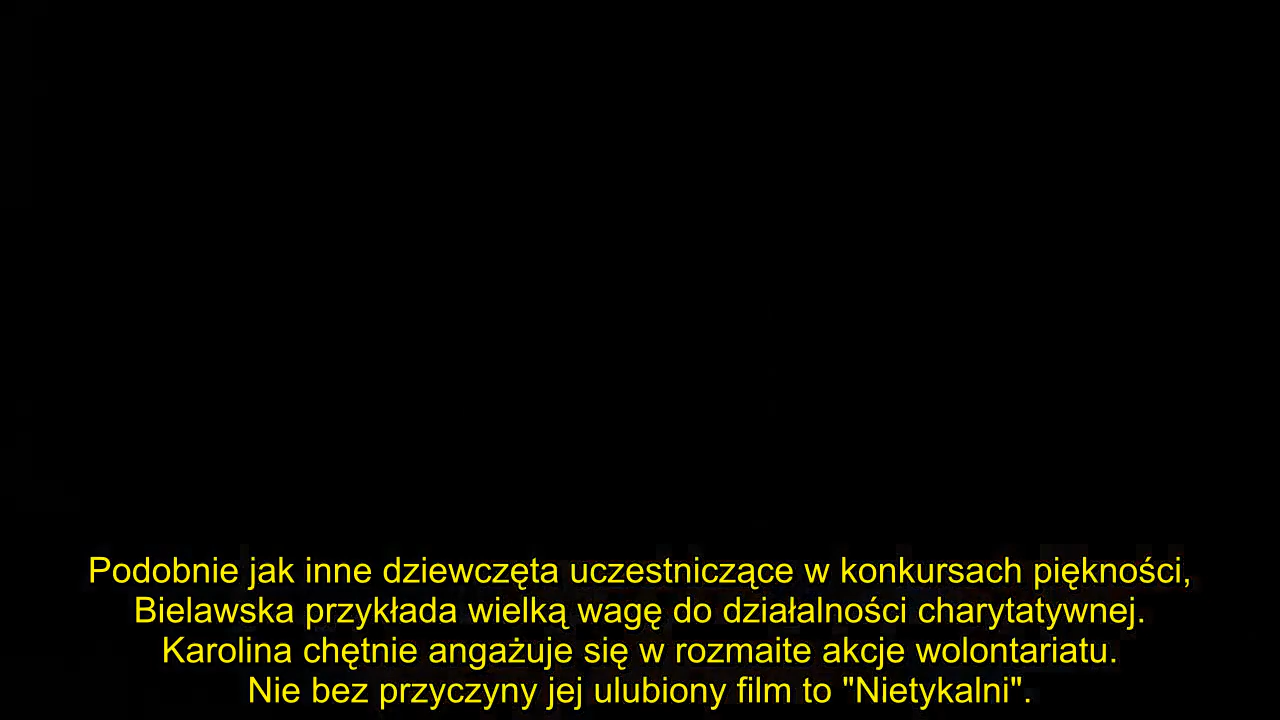 Podobnie jak inne dziewczęta uczestniczące w konkursach piękności,
Bielawska przykłada wielką wagę do działalności charytatywnej.
Karolina chętnie angażuje się w rozmaite akcje wolontariatu.
Nie bez przyczyny jej ulubiony film to "Nietykalni".